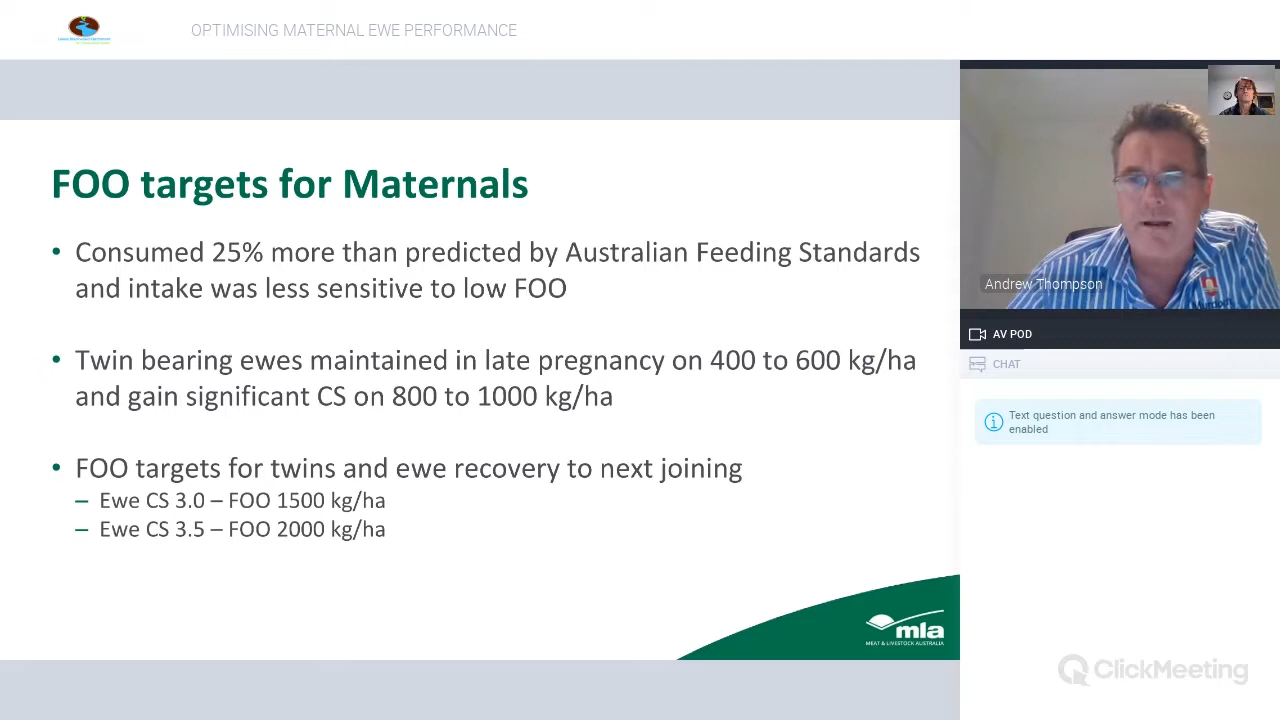 OPTIMISING MATERNAL EWE PERFORMANCE
FOO targets for Maternals
• Consumed 25% more than predicted by Australian Feeding Standards
and intake was less sensitive to low FOO
• Twin bearing ewes maintained in late pregnancy on 400 to 600 kg/ha
and gain significant CS on 800 to 1000 kg/ha
• FOO targets for twins and ewe recovery to next joining
– Ewe CS 3.0 – FOO 1500 kg/ha
– Ewe CS 3.5 – FOO 2000 kg/ha
mla
MEAT & LIVESTOCK AUSTRALIA
Andrew Thompson
AV POD
CHAT
Text question and answer mode has been
enabled
ClickMeeting